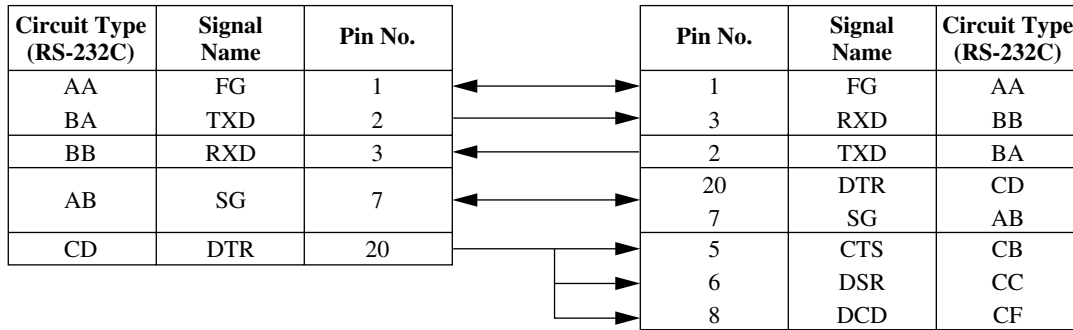 Circuit Type (RS-232C) Signal Name Pin No.
AA FG 1
BA TXD 2
BB RXD 3
AB SG 7
CD DTR 20
Pin No. Signal Name Circuit Type (RS-232C)
1 FG AA
3 RXD BB
2 TXD BA
20 DTR CD
7 SG AB
5 CTS CB
6 DSR CC
8 DCD CF